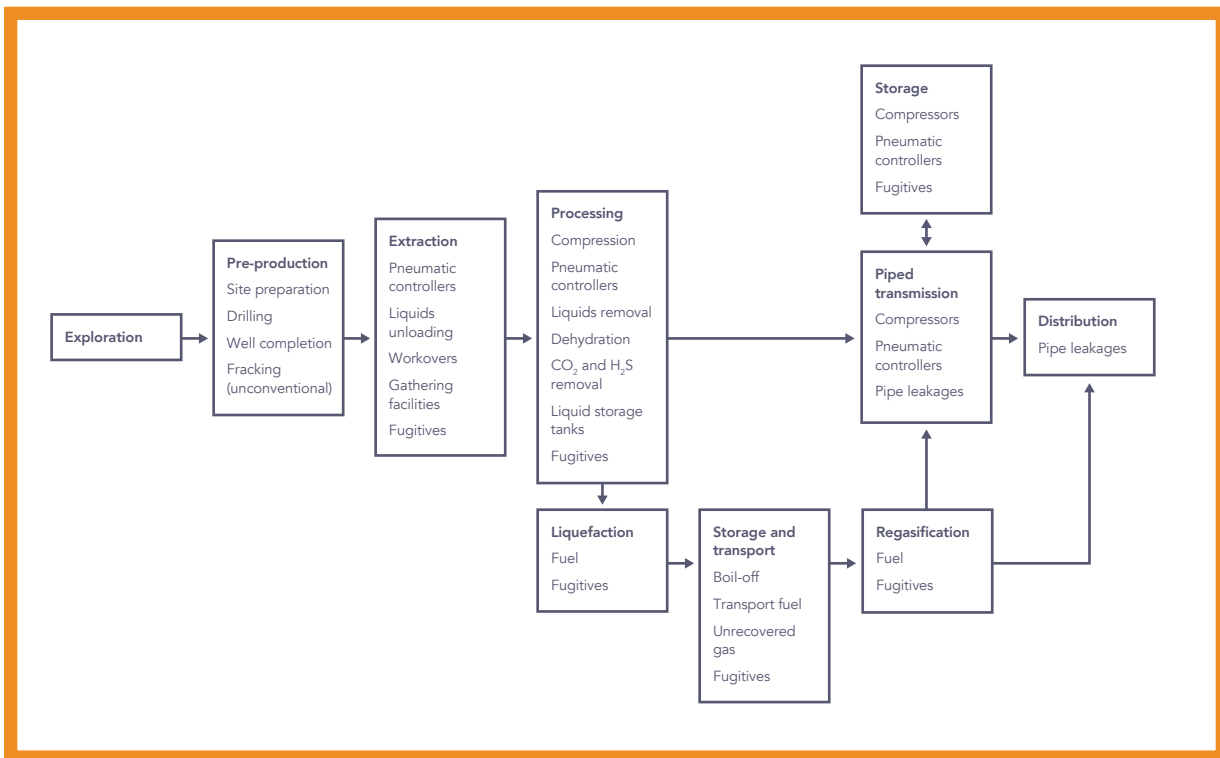 Exploration
Pre-production
Site preparation
Drilling
Well completion
Fracking
(unconventional)
Extraction
Pneumatic
controllers
Liquids
unloading
Workovers
Gathering
facilities
Fugitives
Processing
Compression
Pneumatic
controllers
Liquids removal
Dehydration
CO₂ and H₂S
removal
Liquid storage
tanks
Fugitives
Storage
Compressors
Pneumatic
controllers
Fugitives
Piped
transmission
Compressors
Pneumatic
controllers
Pipe leakages
Distribution
Pipe leakages
Liquefaction
Fuel
Fugitives
Storage and
transport
Boil-off
Transport fuel
Unrecovered
gas
Fugitives
Regasification
Fuel
Fugitives